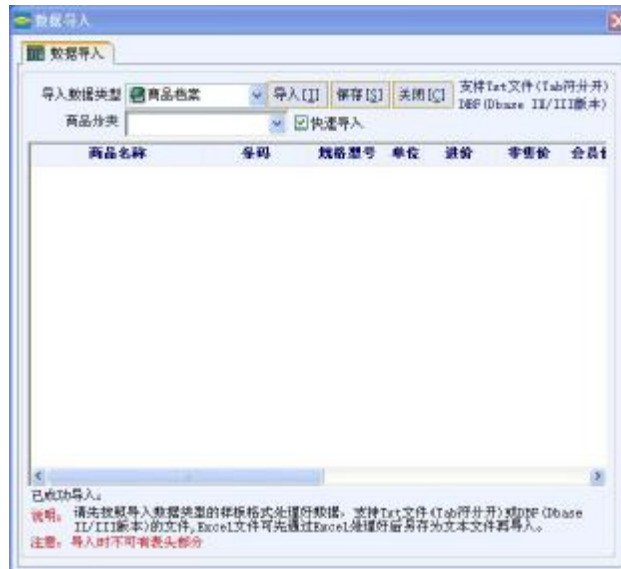 数据导入
数据导入
导入数据类型 商品档案 导入[I] 保存[S] 关闭[C] 支持Txt文件(Tab符分开)
DBF(Dbase II/III版本)
商品分类 快速导入
商品名称 条码 规格型号 单位 进价 零售价 会员
已成功导入。
说明。 请先按照导入数据类型的样板格式处理好数据，支持Txt文件(Tab符分开)或DBF(Dbase
II/III版本)的文件,Excel文件可先通过Excel处理好后另存为文本文件再导入。
注意。 导入时不可有表头部分